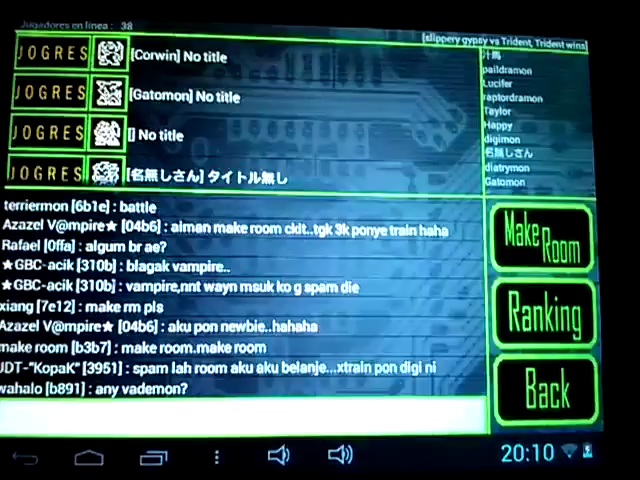 Jugadores en linea : 38
[slippery gypsy vs Trident, Trident wins]
JOGRES [Corwin] No title
JOGRES [Gatomon] No title
JOGRES [] No title
JOGRES [名無しさん] タイトル無し
汁馬
paildramon
Lucifer
raptordramon
Taylor
Happy
digimon
名無しさん
diatrymon
Gatomon
terriermon [6b1e] : battle
Azazel V@mpire★ [04b6] : aiman make room ckit..tgk 3k ponye train haha
Rafael [0ffa] : algum br ae?
★GBC-acik [310b] : blagak vampire..
★GBC-acik [310b] : vampire,nnt wayn msuk ko g spam die
xiang [7e12] : make rm pls
Azazel V@mpire★ [04b6] : aku pon newbie..hahaha
make room [b3b7] : make room.make room
JDT-"KopaK" [3951] : spam lah room aku aku belanje...xtrain pon digi ni
wahalo [b891] : any vademon?
Make Room
Ranking
Back
20:10